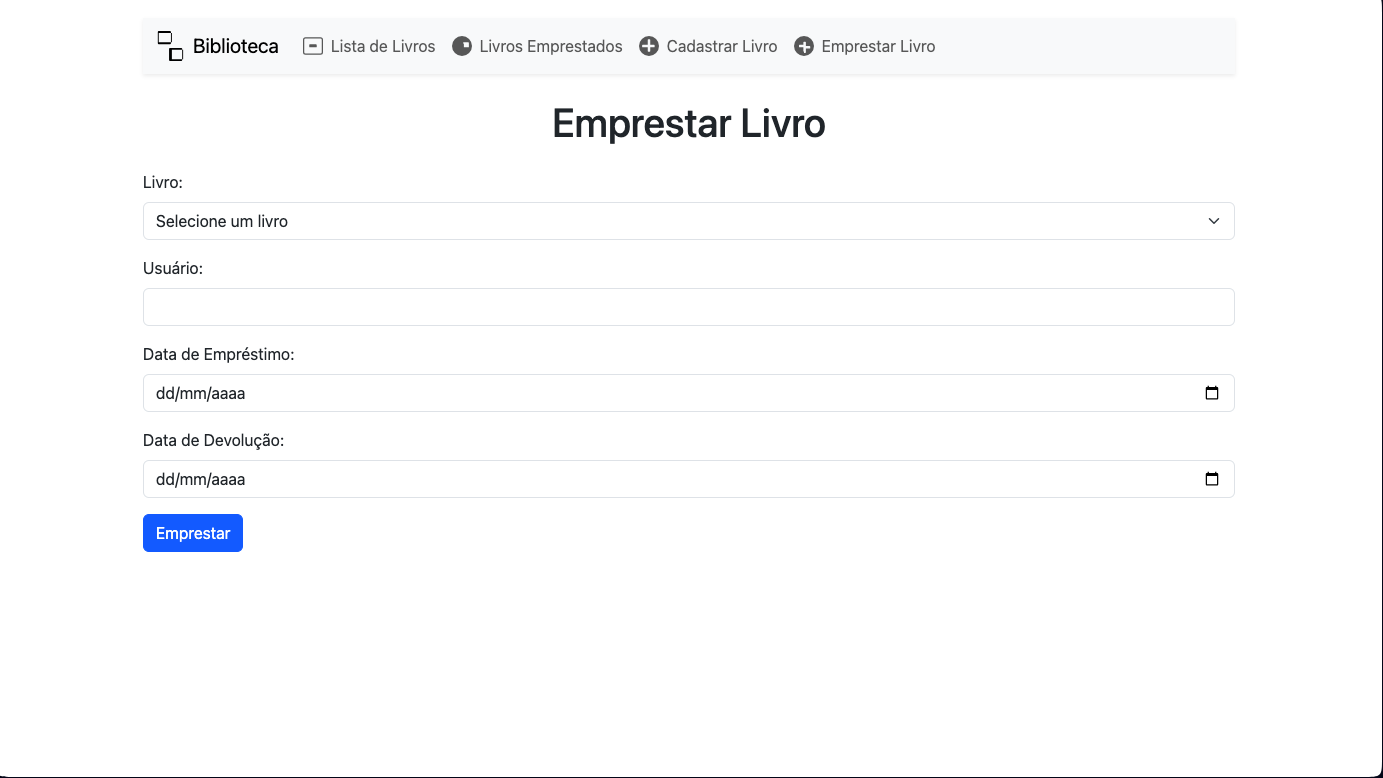 Biblioteca Lista de Livros Livros Emprestados Cadastrar Livro Emprestar Livro
Emprestar Livro
Livro:
Selecione um livro
Usuário:
Data de Empréstimo:
dd/mm/aaaa
Data de Devolução:
dd/mm/aaaa
Emprestar